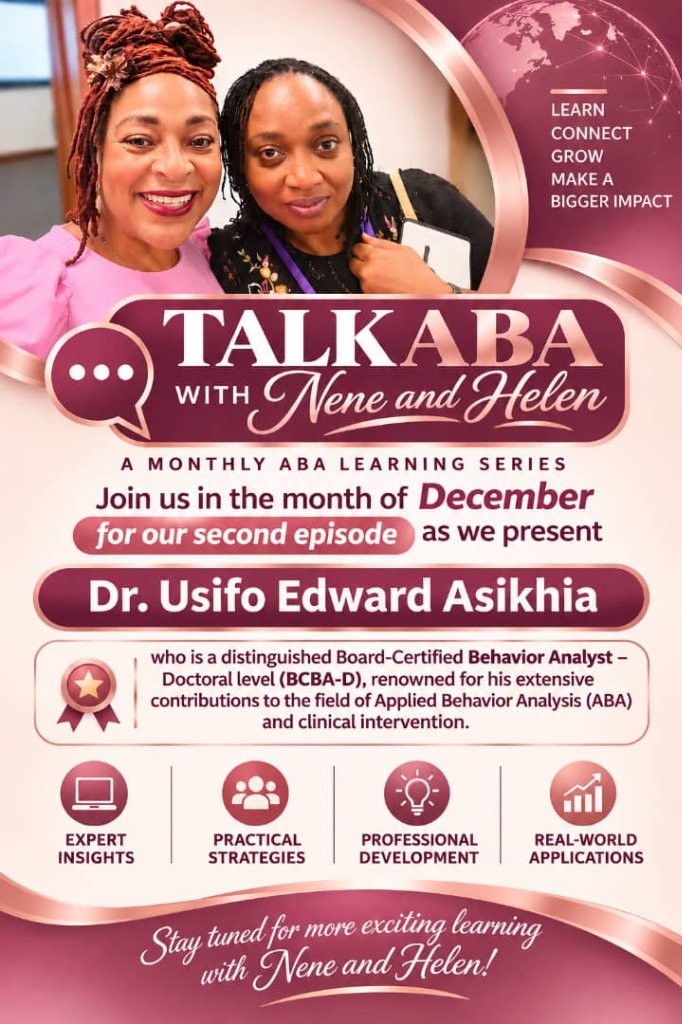 LEARN
CONNECT
GROW
MAKE A
BIGGER IMPACT
TALKABA
WITH Nene and Helen
A MONTHLY ABA LEARNING SERIES
Join us in the month of December
for our second episode as we present
Dr. Usifo Edward Asikhia
who is a distinguished Board-Certified Behavior Analyst –
Doctoral level (BCBA-D), renowned for his extensive
contributions to the field of Applied Behavior Analysis (ABA)
and clinical intervention.
EXPERT
INSIGHTS
PRACTICAL
STRATEGIES
PROFESSIONAL
DEVELOPMENT
REAL-WORLD
APPLICATIONS
Stay tuned for more exciting learning
with Nene and Helen!